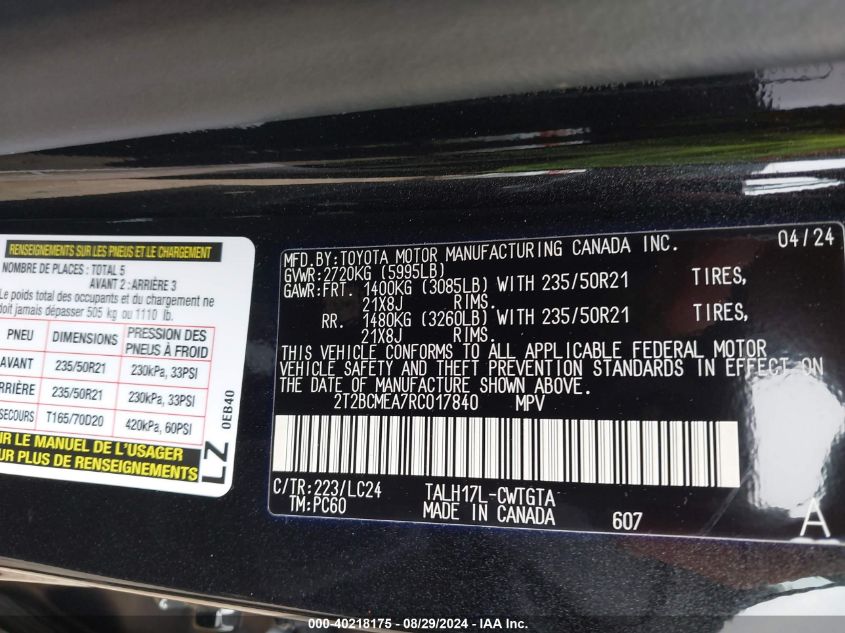 RENSEIGNEMENTS SUR LES PNEUS ET LE CHARGEMENT
NOMBRE DE PLACES : TOTAL 5
AVANT 2 : ARRIÈRE 3
Le poids total des occupants et du chargement ne
doit jamais dépasser 505 kg ou 1110 lb.
PNEU DIMENSIONS PRESSION DES
PNEUS À FROID
AVANT 235/50R21 230kPa, 33PSI
ARRIÈRE 235/50R21 230kPa, 33PSI
SECOURS T165/70D20 420kPa, 60PSI
SUR LE MANUEL DE L'USAGER
POUR PLUS DE RENSEIGNEMENTS
LZ 0EB40
MFD.BY:TOYOTA MOTOR MANUFACTURING CANADA INC. 04/24
GVWR:2720KG (5995LB)
GAWR:FRT. 1400KG (3085LB) WITH 235/50R21 TIRES,
21X8J RIMS.
RR. 1480KG (3260LB) WITH 235/50R21 TIRES,
21X8J RIMS.
THIS VEHICLE CONFORMS TO ALL APPLICABLE FEDERAL MOTOR
VEHICLE SAFETY AND THEFT PREVENTION STANDARDS IN EFFECT ON
THE DATE OF MANUFACTURE SHOWN ABOVE.
2T2BCMEA7RC017840 MPV
C/TR:223/LC24 TALH17L-CWTGTA
TM:PC60 MADE IN CANADA 607 A
000-40218175 - 08/29/2024 - IAA Inc.